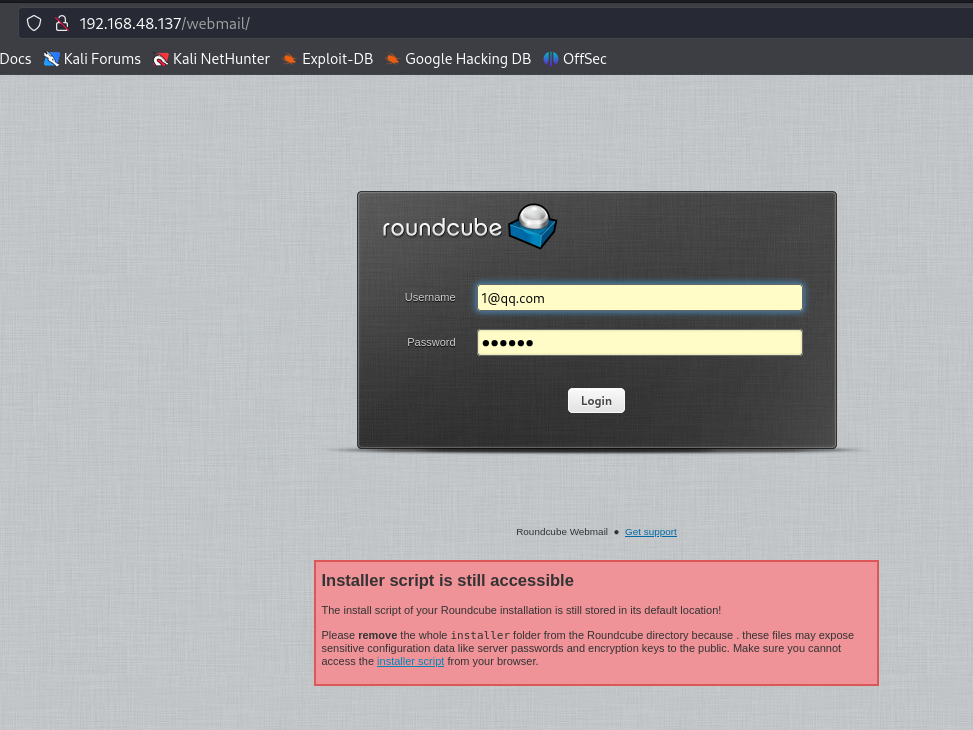 192.168.48.137/webmail/
Docs Kali Forums Kali NetHunter Exploit-DB Google Hacking DB OffSec
roundcube
Username 1@qq.com
Password ●●●●●●
Login
Roundcube Webmail ● Get support
Installer script is still accessible
The install script of your Roundcube installation is still stored in its default location!
Please remove the whole installer folder from the Roundcube directory because . these files may expose
sensitive configuration data like server passwords and encryption keys to the public. Make sure you cannot
access the installer script from your browser.